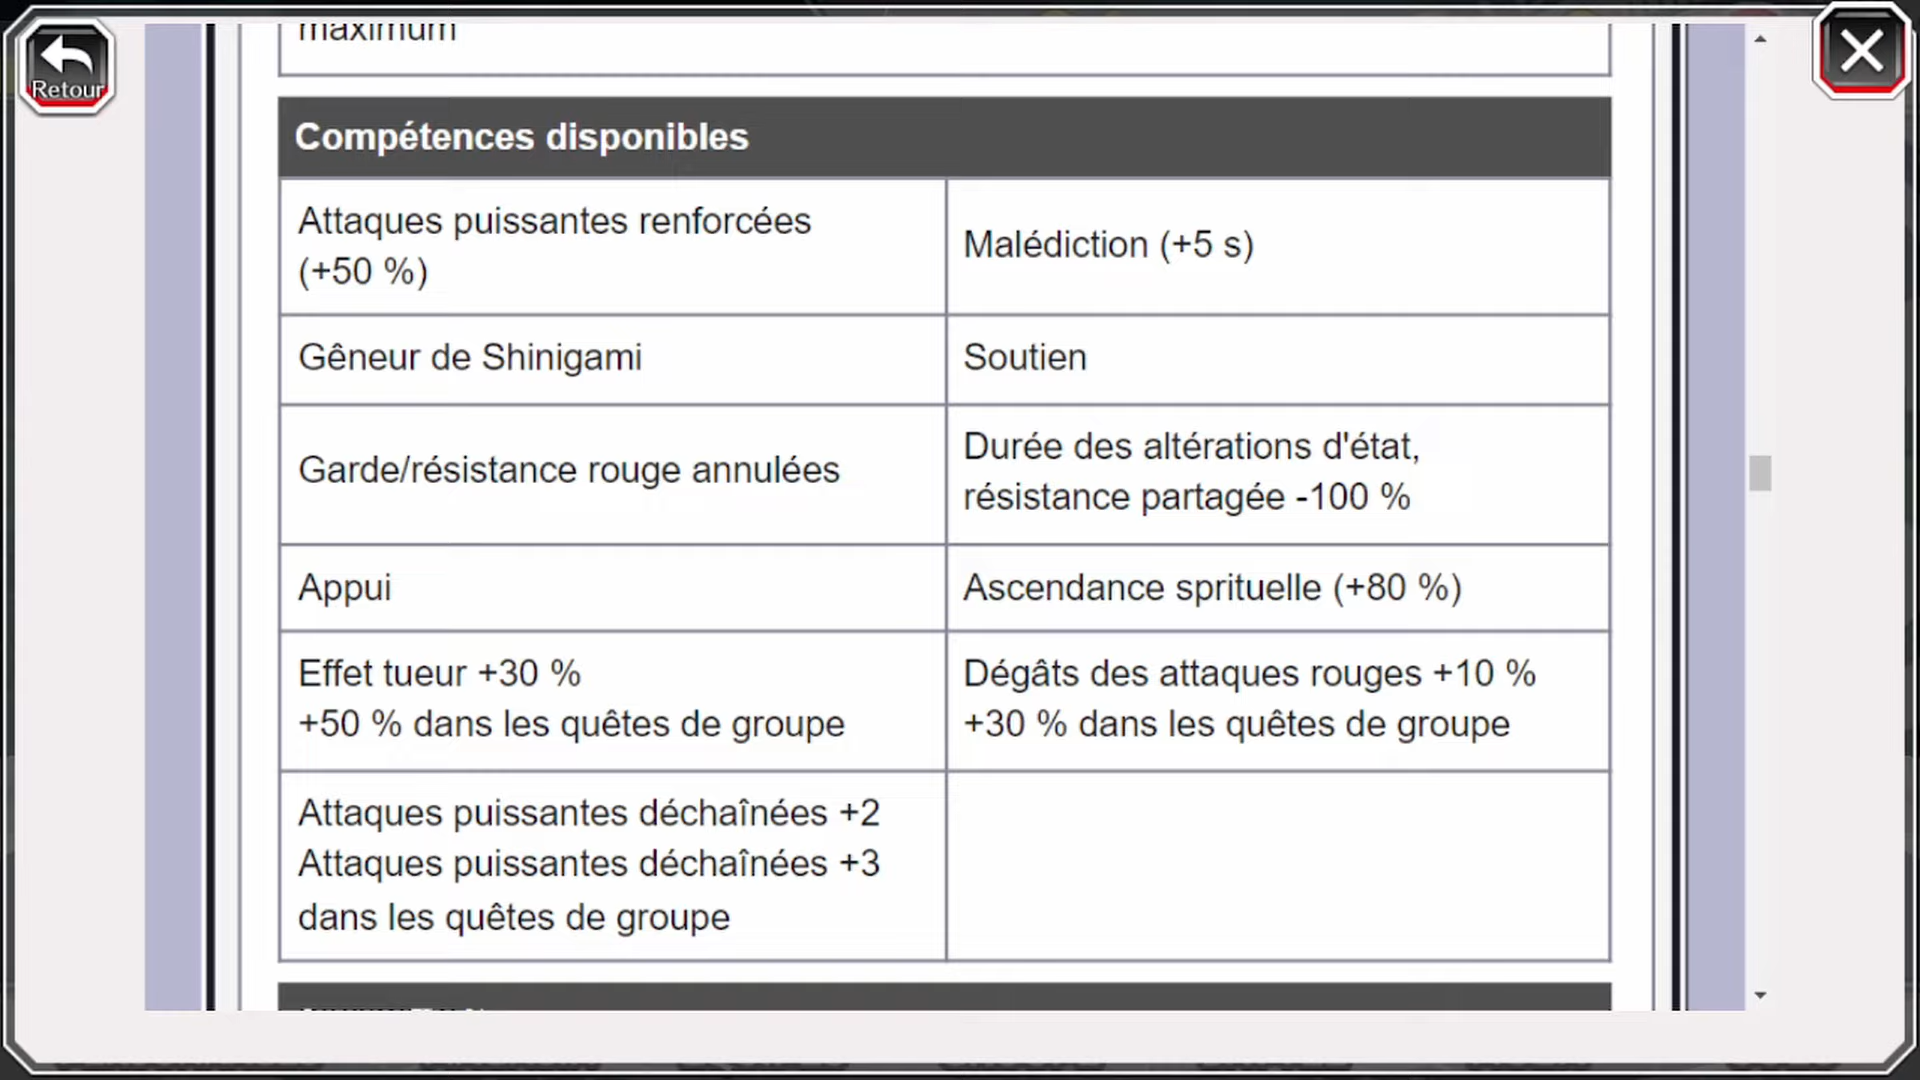 maximum
Retour
Compétences disponibles
Attaques puissantes renforcées
(+50 %)
Malédiction (+5 s)
Gêneur de Shinigami
Soutien
Garde/résistance rouge annulées
Durée des altérations d'état,
résistance partagée -100 %
Appui
Ascendance sprituelle (+80 %)
Effet tueur +30 %
+50 % dans les quêtes de groupe
Dégâts des attaques rouges +10 %
+30 % dans les quêtes de groupe
Attaques puissantes déchaînées +2
Attaques puissantes déchaînées +3
dans les quêtes de groupe